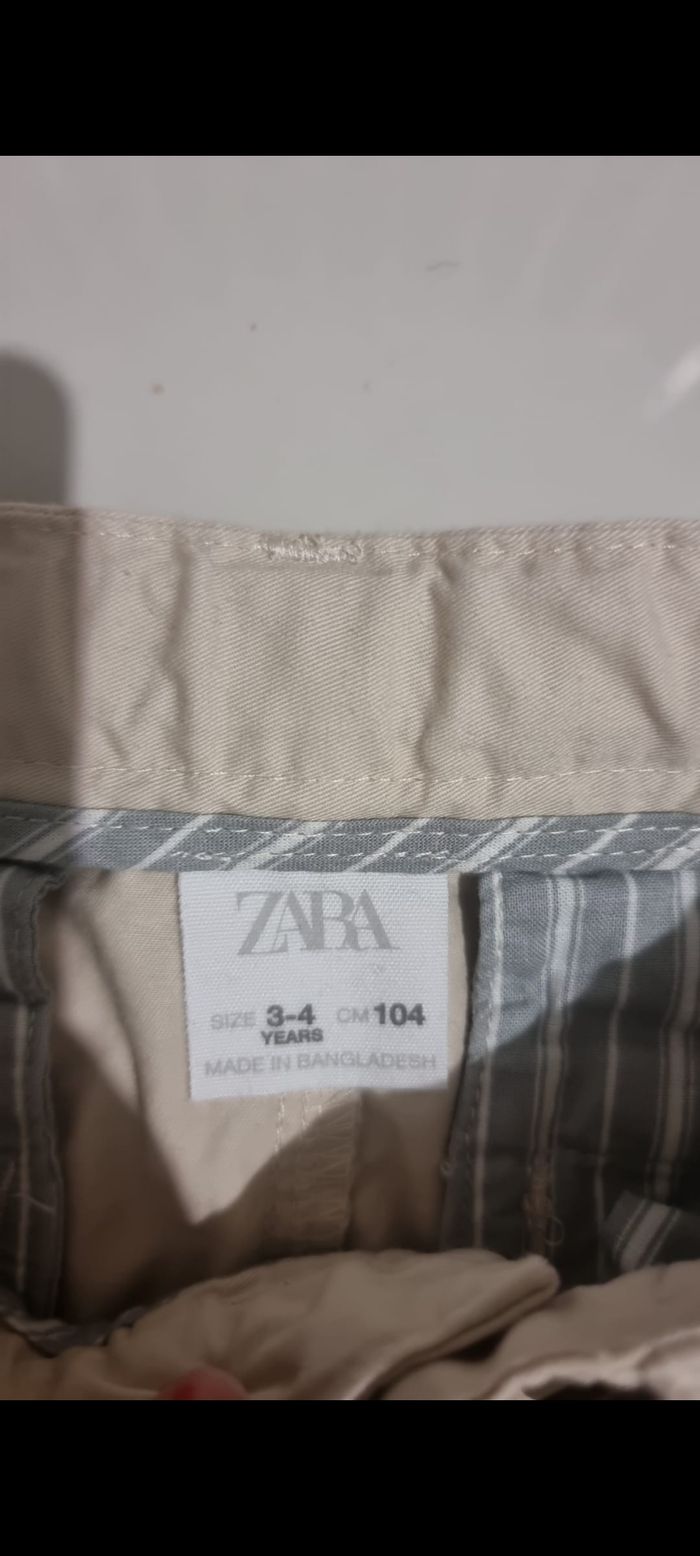 ZARA
SIZE 3-4 CM 104
YEARS
MADE IN BANGLADESH